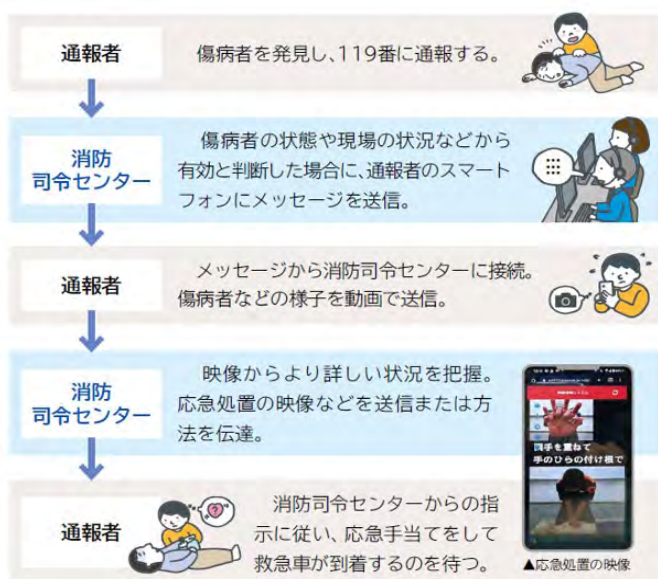 通報者
傷病者を発見し、119番に通報する。
消防
司令センター
傷病者の状態や現場の状況などから
有効と判断した場合に、通報者のスマート
フォンにメッセージを送信。
通報者
メッセージから消防司令センターに接続。
傷病者などの様子を動画で送信。
消防
司令センター
映像からより詳しい状況を把握。
応急処置の映像などを送信または方
法を伝達。
両手を重ねて
手のひらの付け根で
▲応急処置の映像
通報者
消防司令センターからの指
示に従い、応急手当てをして
救急車が到着するのを待つ。